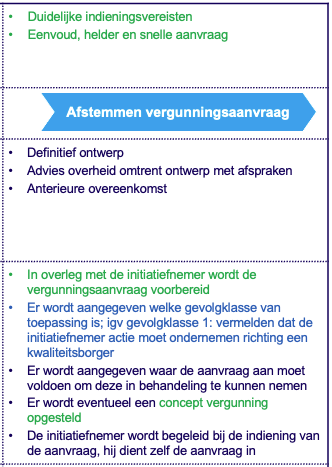 • Duidelijke indieningsvereisten
• Eenvoud, helder en snelle aanvraag
Afstemmen vergunningsaanvraag
• Definitief ontwerp
• Advies overheid omtrent ontwerp met afspraken
• Anterieure overeenkomst
• In overleg met de initiatiefnemer wordt de
vergunningsaanvraag voorbereid
• Er wordt aangegeven welke gevolgklasse van
toepassing is; igv gevolgklasse 1: vermelden dat de
initiatiefnemer actie moet ondernemen richting een
kwaliteitsborger
• Er wordt aangegeven waar de aanvraag aan moet
voldoen om deze in behandeling te kunnen nemen
• Er wordt eventueel een concept vergunning
opgesteld
• De initiatiefnemer wordt begeleid bij de indiening van
de aanvraag, hij dient zelf de aanvraag in